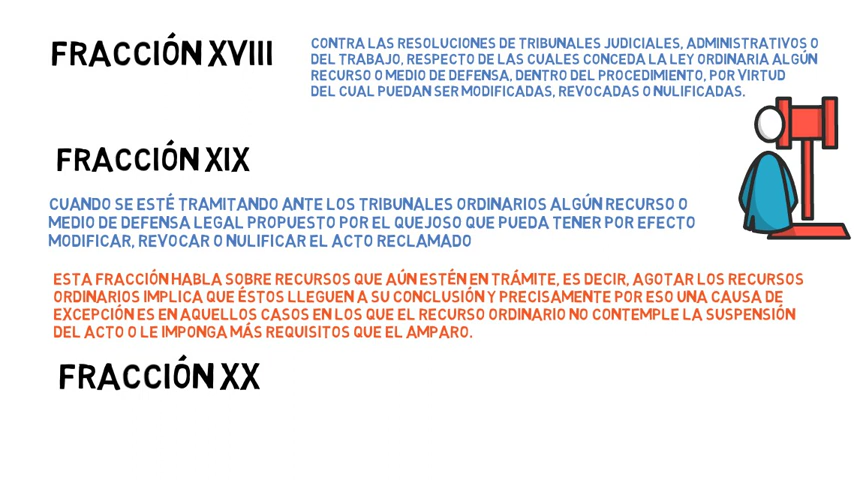 FRACCIÓN XVIII
CONTRA LAS RESOLUCIONES DE TRIBUNALES JUDICIALES, ADMINISTRATIVOS O
DEL TRABAJO, RESPECTO DE LAS CUALES CONCEDA LA LEY ORDINARIA ALGÚN
RECURSO O MEDIO DE DEFENSA, DENTRO DEL PROCEDIMIENTO, POR VIRTUD
DEL CUAL PUEDAN SER MODIFICADAS, REVOCADAS O NULIFICADAS.
FRACCIÓN XIX
CUANDO SE ESTÉ TRAMITANDO ANTE LOS TRIBUNALES ORDINARIOS ALGÚN RECURSO O
MEDIO DE DEFENSA LEGAL PROPUESTO POR EL QUEJOSO QUE PUEDA TENER POR EFECTO
MODIFICAR, REVOCAR O NULIFICAR EL ACTO RECLAMADO
ESTA FRACCIÓN HABLA SOBRE RECURSOS QUE AÚN ESTÉN EN TRÁMITE, ES DECIR, AGOTAR LOS RECURSOS
ORDINARIOS IMPLICA QUE ÉSTOS LLEGUEN A SU CONCLUSIÓN Y PRECISAMENTE POR ESO UNA CAUSA DE
EXCEPCIÓN ES EN AQUELLOS CASOS EN LOS QUE EL RECURSO ORDINARIO NO CONTEMPLE LA SUSPENSIÓN
DEL ACTO O LE IMPONGA MÁS REQUISITOS QUE EL AMPARO.
FRACCIÓN XX